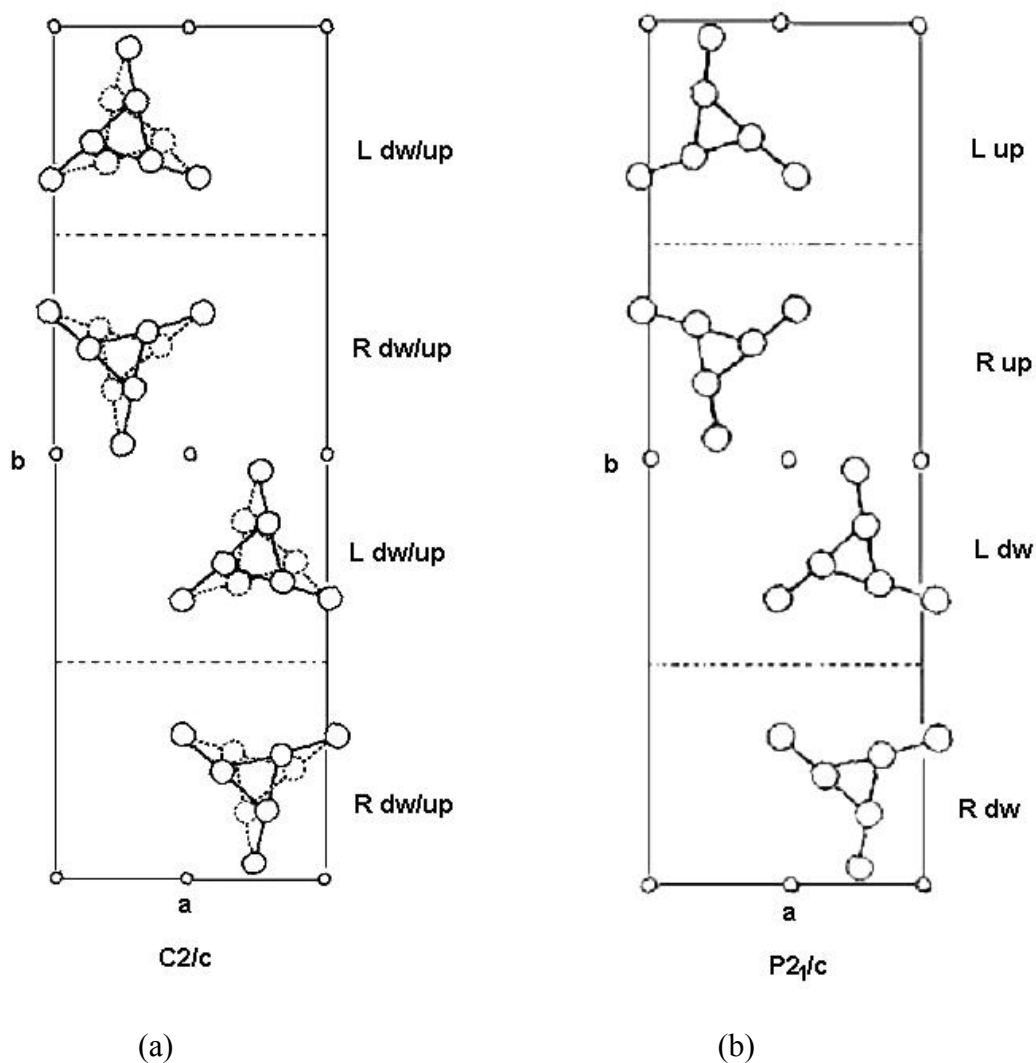 L dw/up
R dw/up
b
L dw/up
R dw/up
a
C2/c
(a)
L up
R up
b
L dw
R dw
a
P2₁/c
(b)